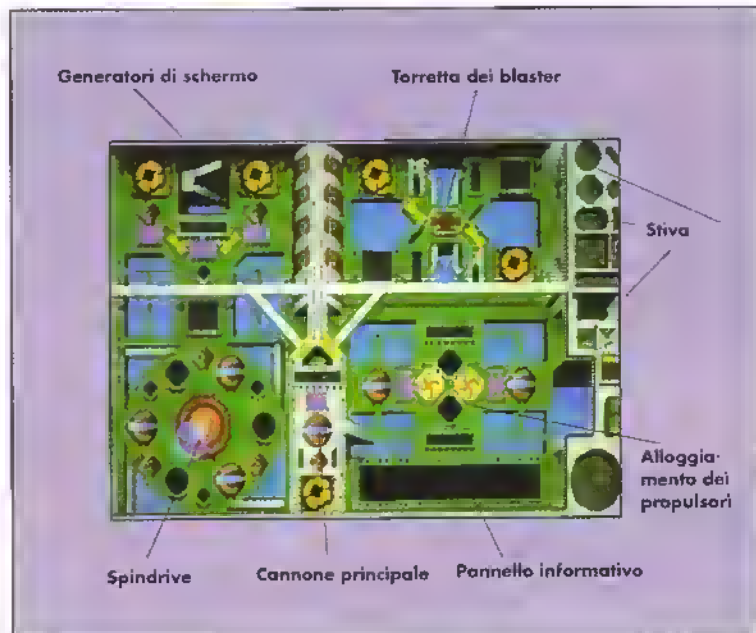 Generatori di schermo
Torretta dei blaster
Stiva
Alloggia-
mento dei
propulsori
Spindrive
Cannone principale
Pannello informativo